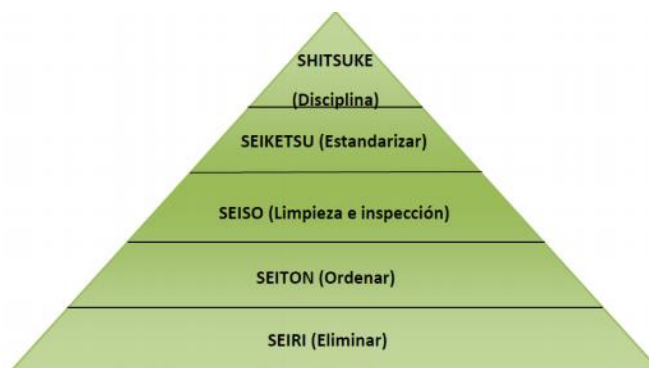 SHITSUKE
(Disciplina)
SEIKETSU (Estandarizar)
SEISO (Limpieza e inspección)
SEITON (Ordenar)
SEIRI (Eliminar)